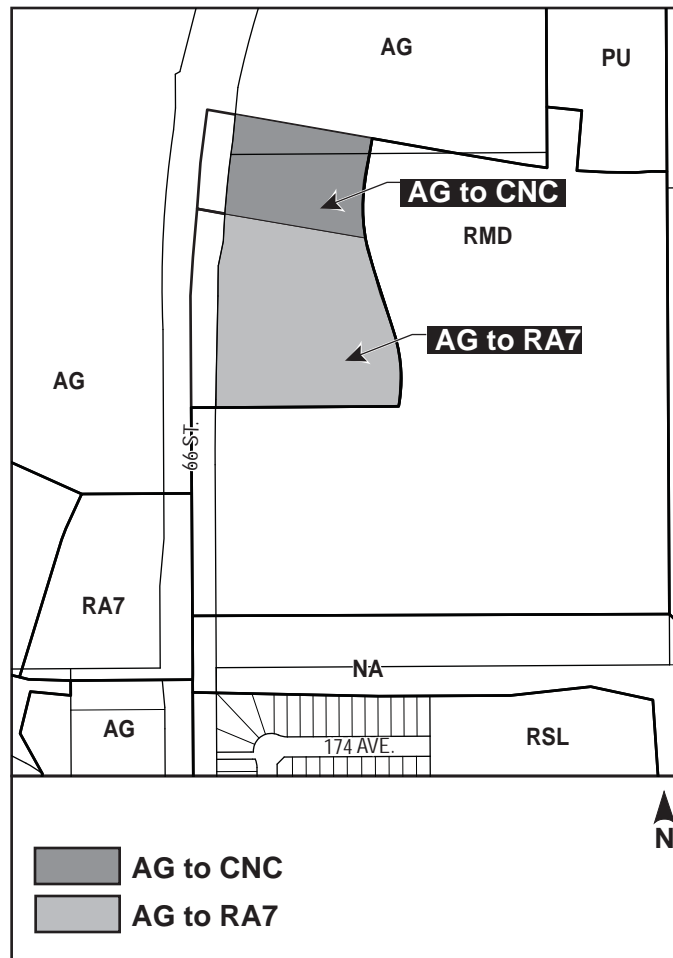 AG
PU
AG to CNC
RMD
AG to RA7
AG
66 ST.
RA7
NA
AG
174 AVE.
RSL
N
AG to CNC
AG to RA7